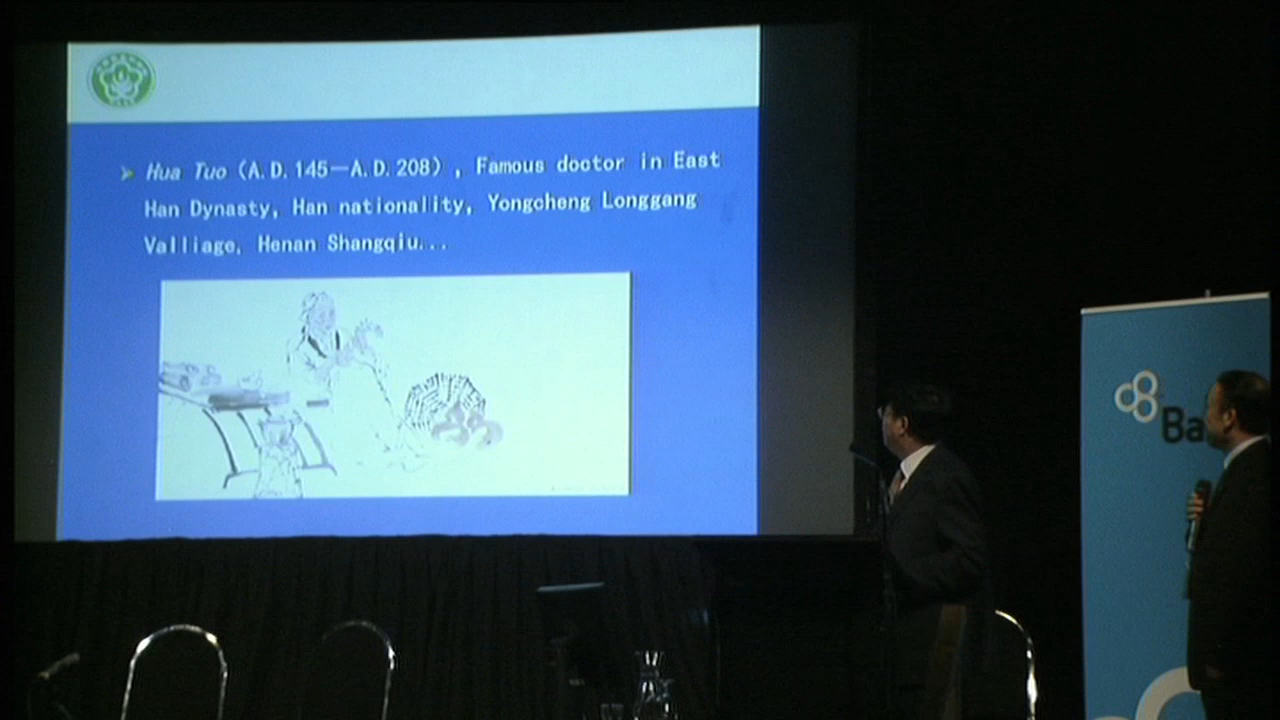 Hua Tuo (A.D.145—A.D.208) , Famous doctor in East
Han Dynasty, Han nationality, Yongcheng Longgang
Valliage, Henan Shangqiu...
Ba